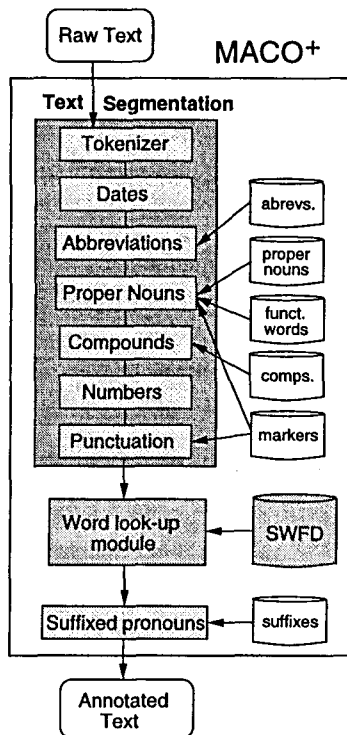 Raw Text
MACO+
Text Segmentation
Tokenizer
Dates
Abbreviations
abrevs.
Proper Nouns
proper
nouns
funct.
words
Compounds
comps.
Numbers
Punctuation
markers
Word look-up
module
SWFD
Suffixed pronouns
suffixes
Annotated
Text